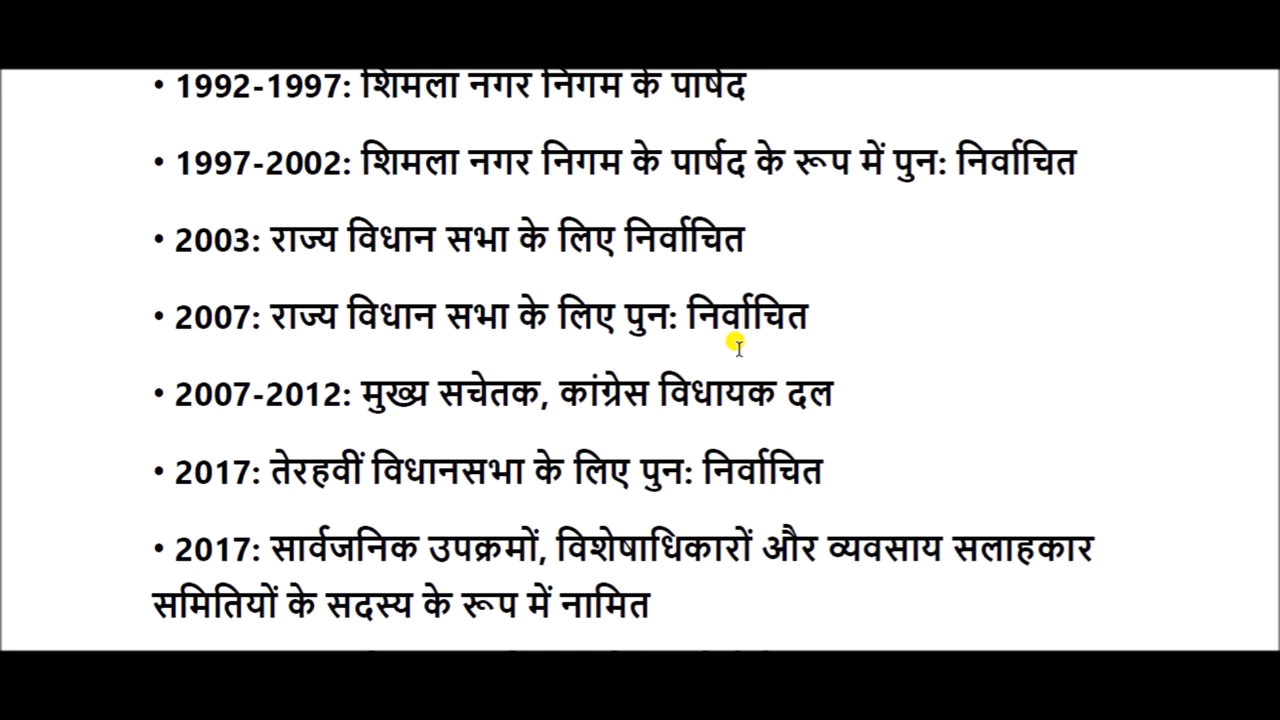 • 1992-1997: शिमला नगर निगम के पार्षद
• 1997-2002: शिमला नगर निगम के पार्षद के रूप में पुन: निर्वाचित
• 2003: राज्य विधान सभा के लिए निर्वाचित
• 2007: राज्य विधान सभा के लिए पुन: निर्वाचित
• 2007-2012: मुख्य सचेतक, कांग्रेस विधायक दल
• 2017: तेरहवीं विधानसभा के लिए पुन: निर्वाचित
• 2017: सार्वजनिक उपक्रमों, विशेषाधिकारों और व्यवसाय सलाहकार
समितियों के सदस्य के रूप में नामित